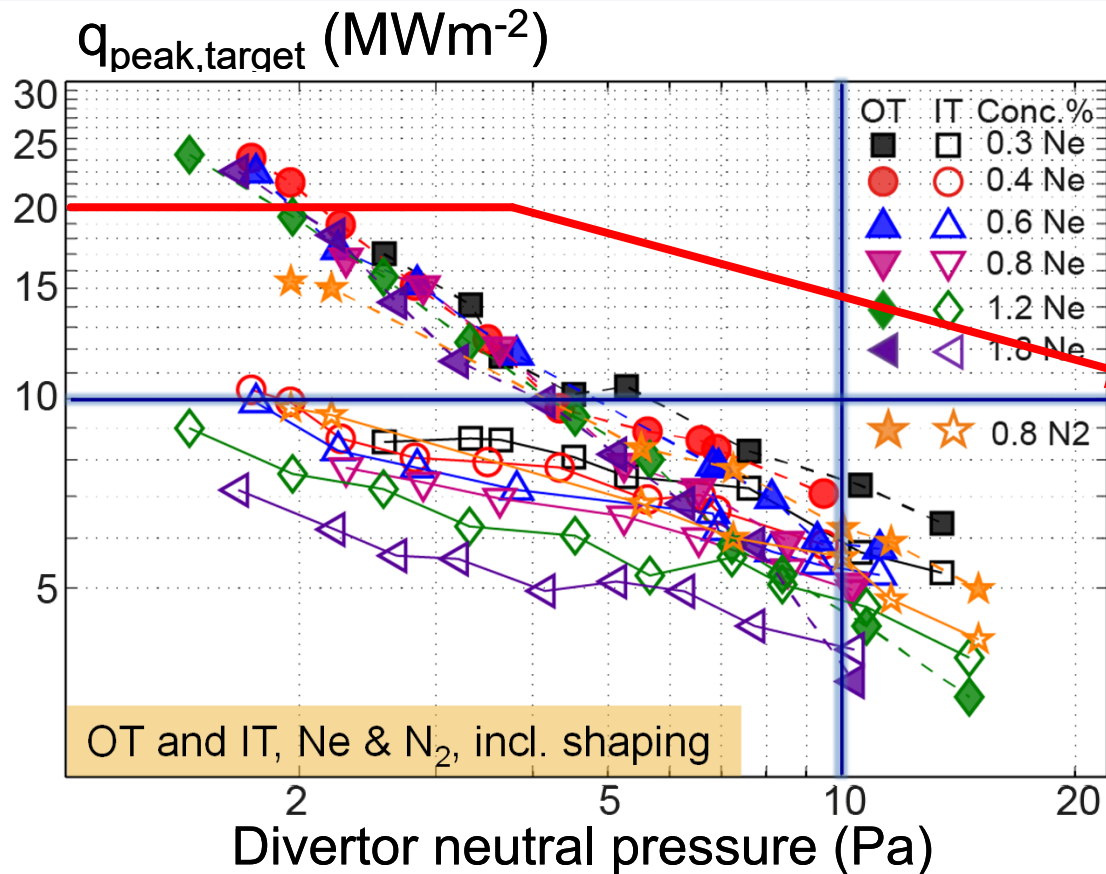 q_peak,target (MWm^-2)
30
25
20
15
10
5
OT IT Conc.%
0.3 Ne
0.4 Ne
0.6 Ne
0.8 Ne
1.2 Ne
1.8 Ne
0.8 N2
OT and IT, Ne & N₂, incl. shaping
2 5 10 20
Divertor neutral pressure (Pa)